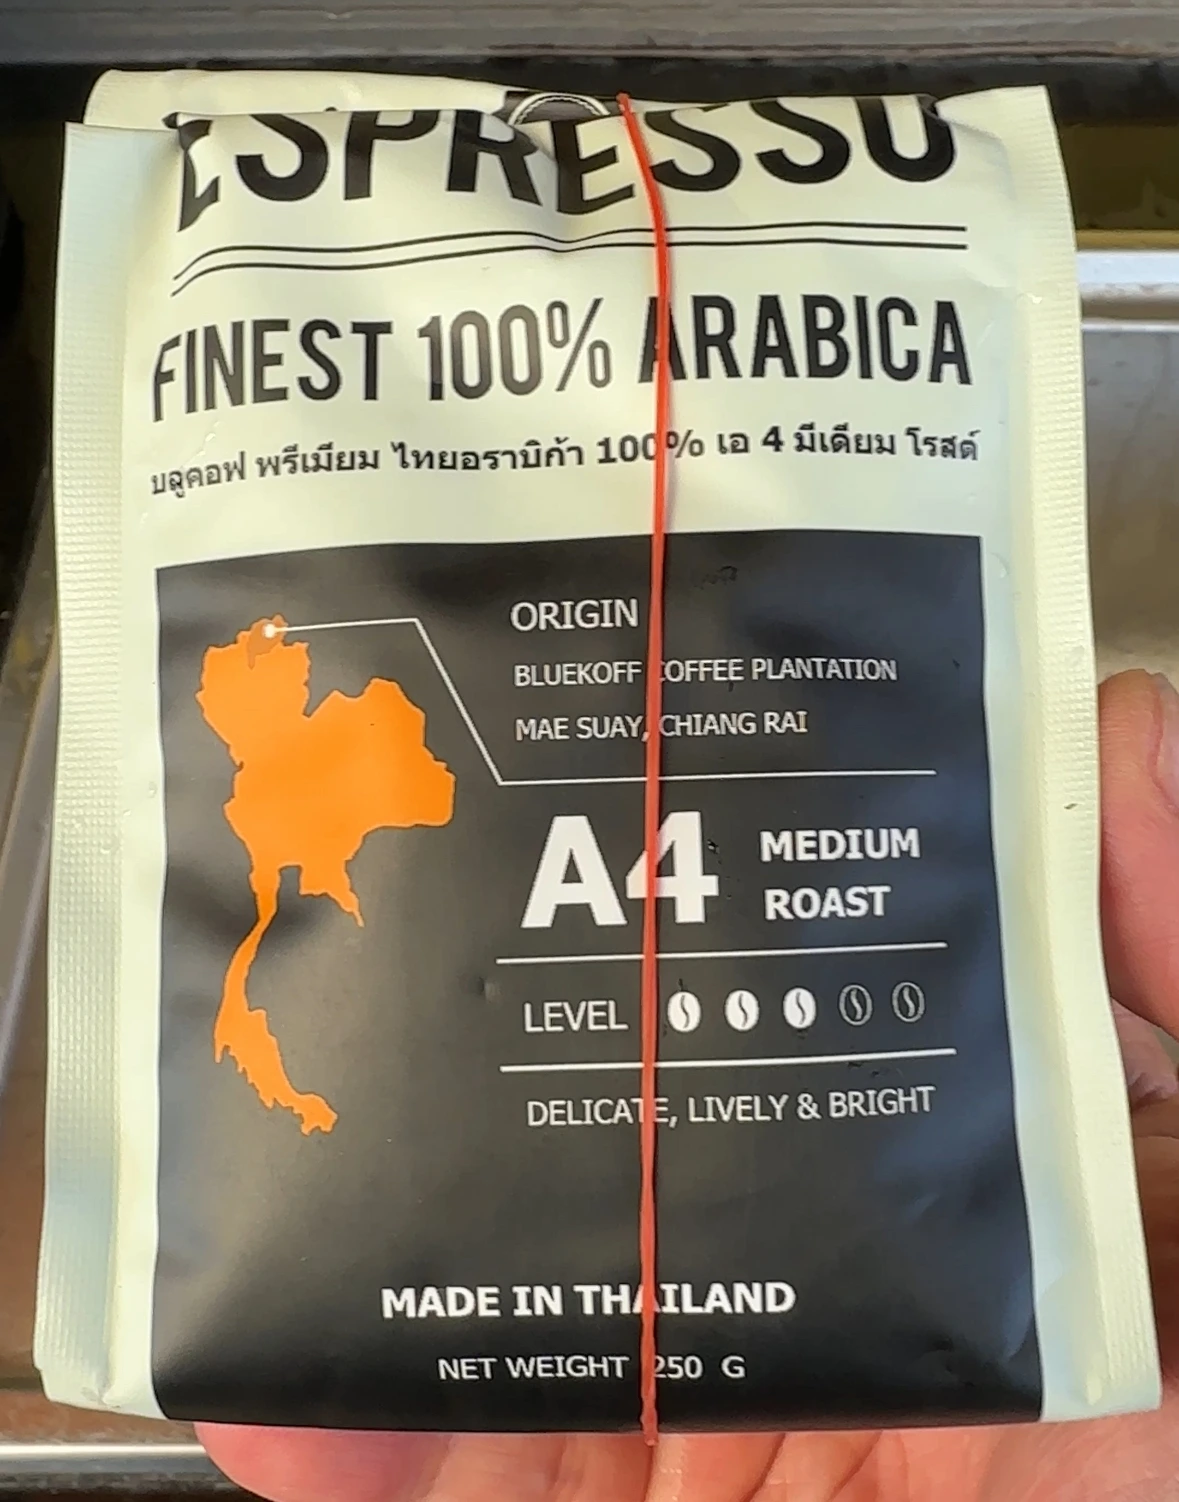 ESPRESSO
FINEST 100% ARABICA
บลูคอฟ พรีเมียม ไทยอราบิก้า 100% เอ 4 มีเดียม โรสต์
ORIGIN
BLUEKOFF COFFEE PLANTATION
MAE SUAY, CHIANG RAI
A4 MEDIUM
ROAST
LEVEL
DELICATE, LIVELY & BRIGHT
MADE IN THAILAND
NET WEIGHT 250 G